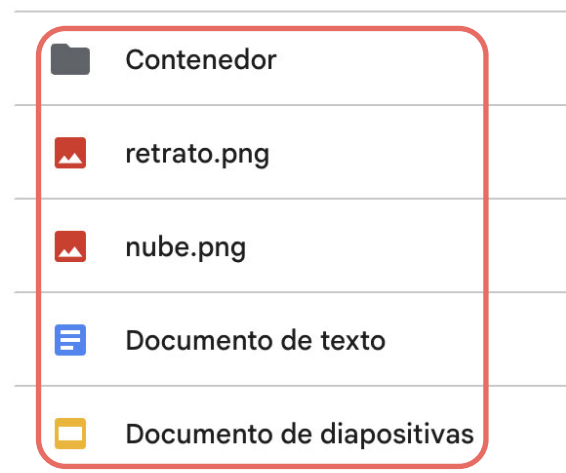 Contenedor
retrato.png
nube.png
Documento de texto
Documento de diapositivas